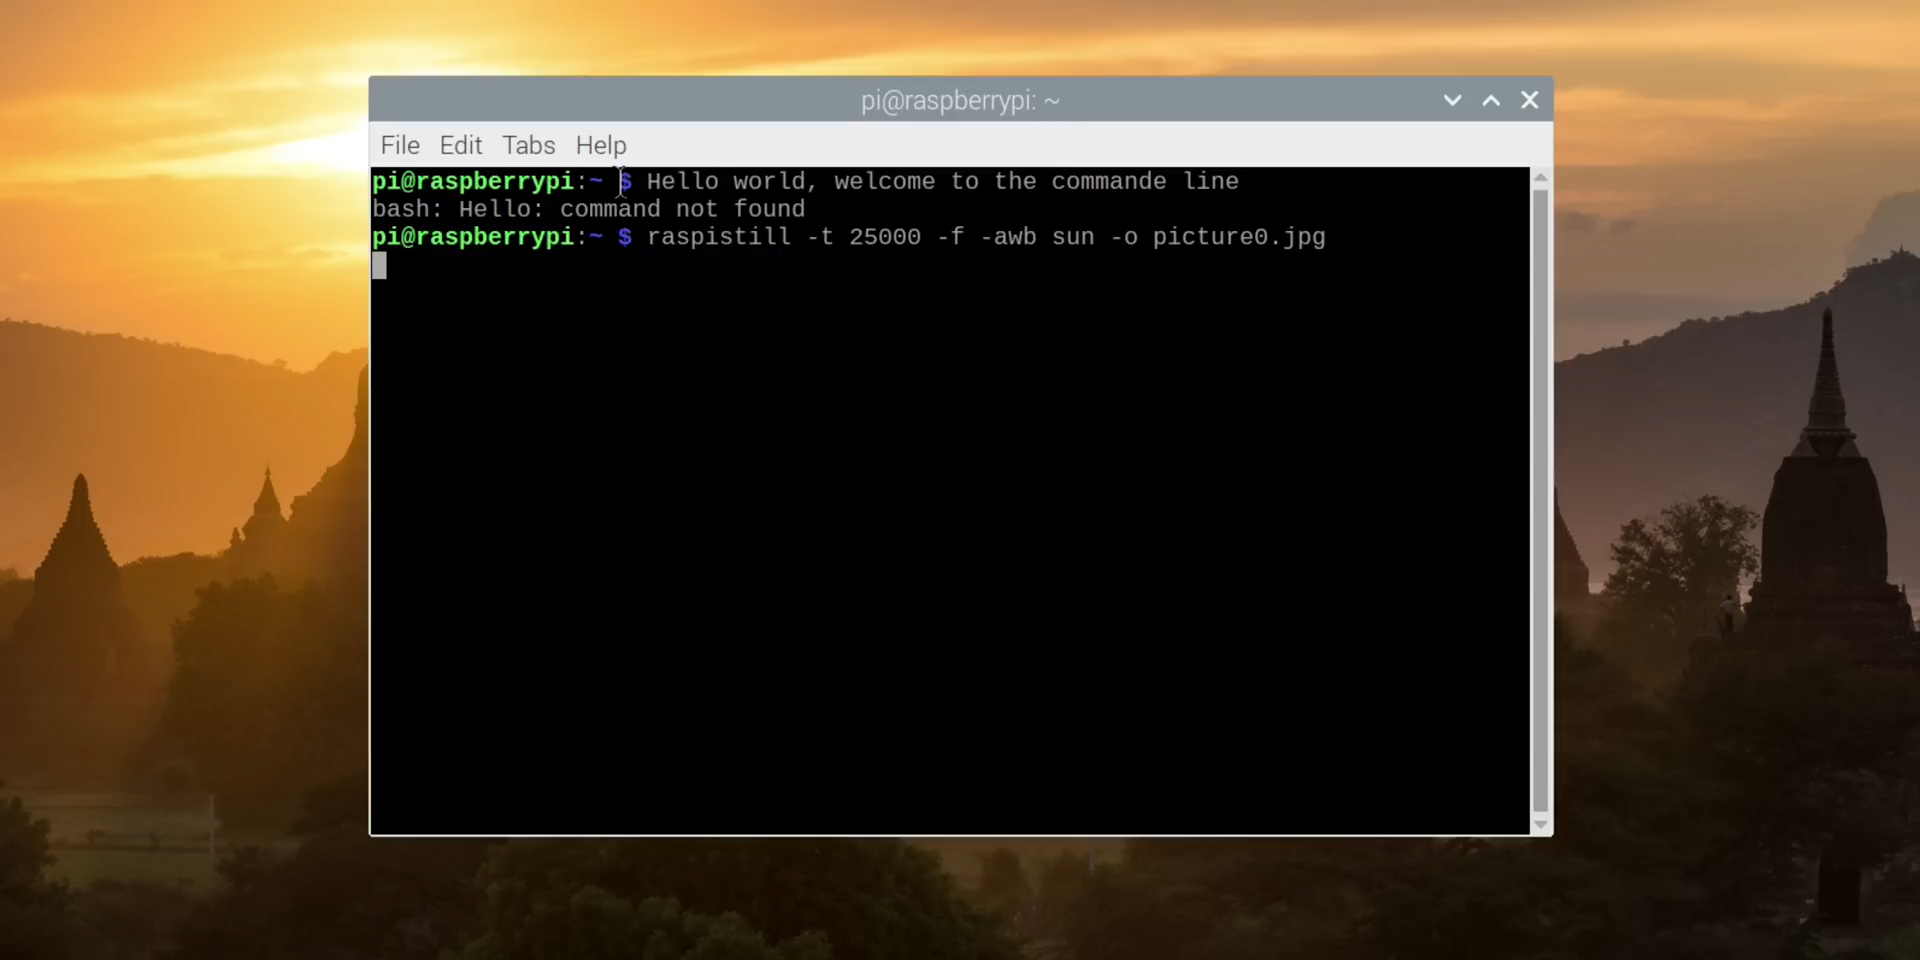 pi@raspberrypi: ~
File Edit Tabs Help
pi@raspberrypi:~ $ Hello world, welcome to the commande line
bash: Hello: command not found
pi@raspberrypi:~ $ raspistill -t 25000 -f -awb sun -o picture0.jpg